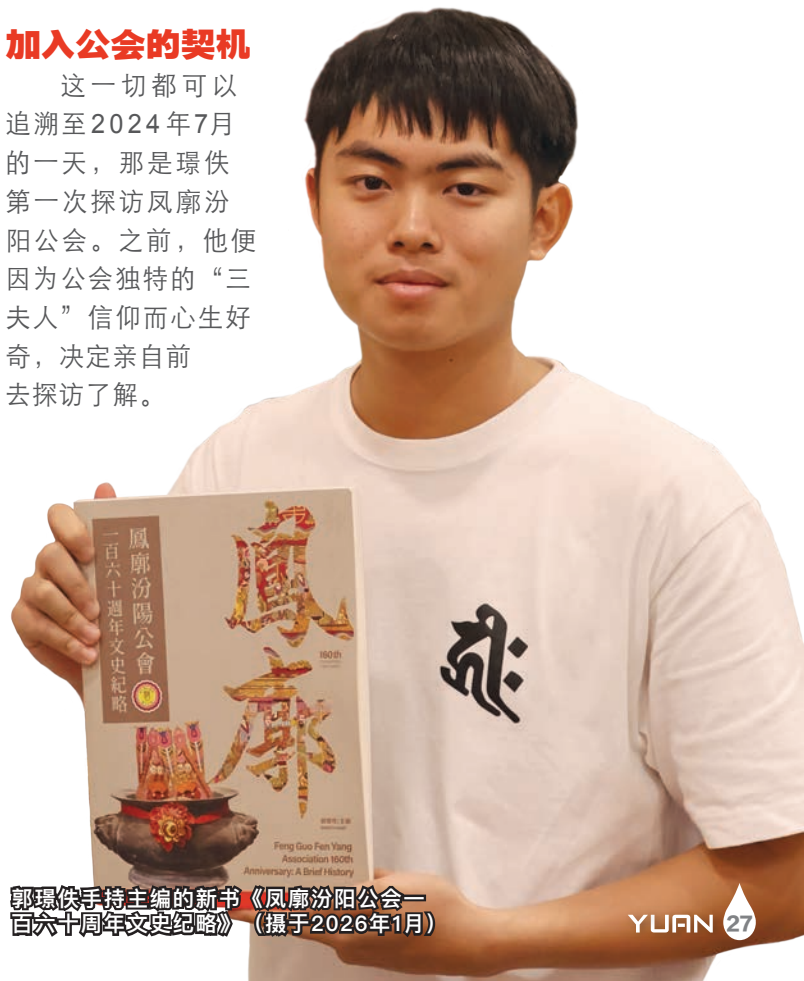 加入公会的契机
这一切都可以
追溯至2024年7月
的一天，那是璟佚
第一次探访凤廓汾
阳公会。之前，他便
因为公会独特的“三
夫人”信仰而心生好
奇，决定亲自前
去探访了解。
鳳廓汾陽公會
一百六十週年文史紀略
鳳廓
160th
Feng Guo Fen Yang
Association 160th
Anniversary: A Brief History
郭璟佚手持主编的新书《凤廓汾阳公会一
百六十周年文史纪略》（摄于2026年1月）
YUAN 27